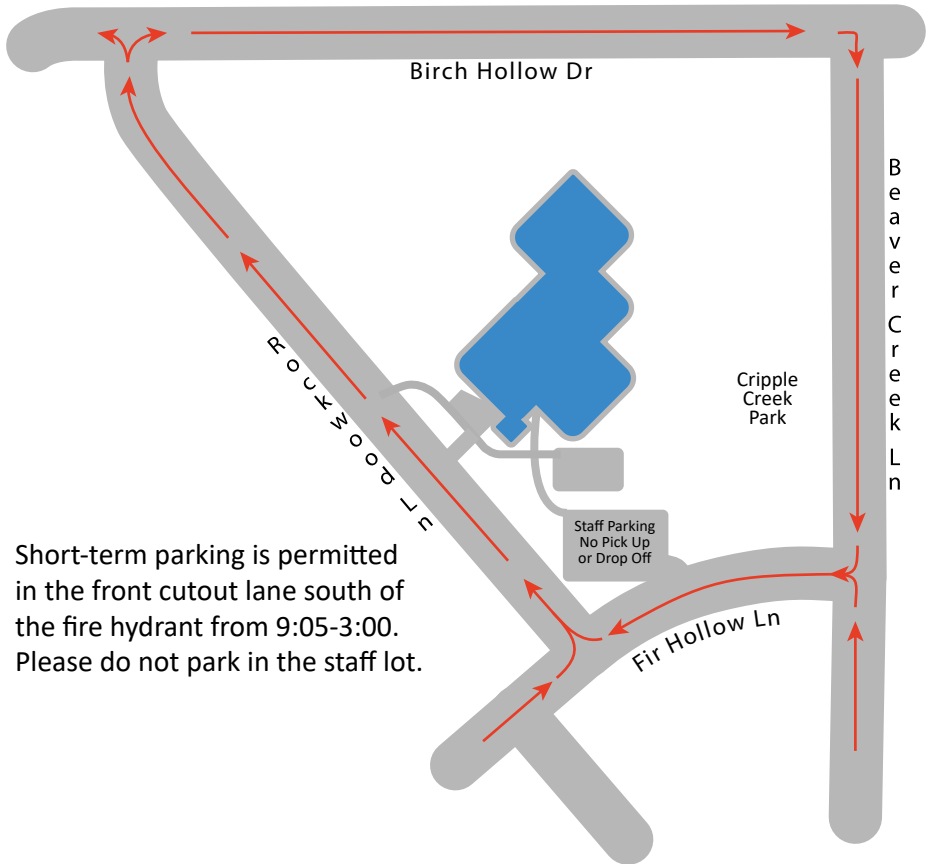 Birch Hollow Dr
Beaver Creek Ln
Rockwood Ln
Cripple
Creek
Park
Staff Parking
No Pick Up
or Drop Off
Short-term parking is permitted
in the front cutout lane south of
the fire hydrant from 9:05-3:00.
Please do not park in the staff lot.
Fir Hollow Ln